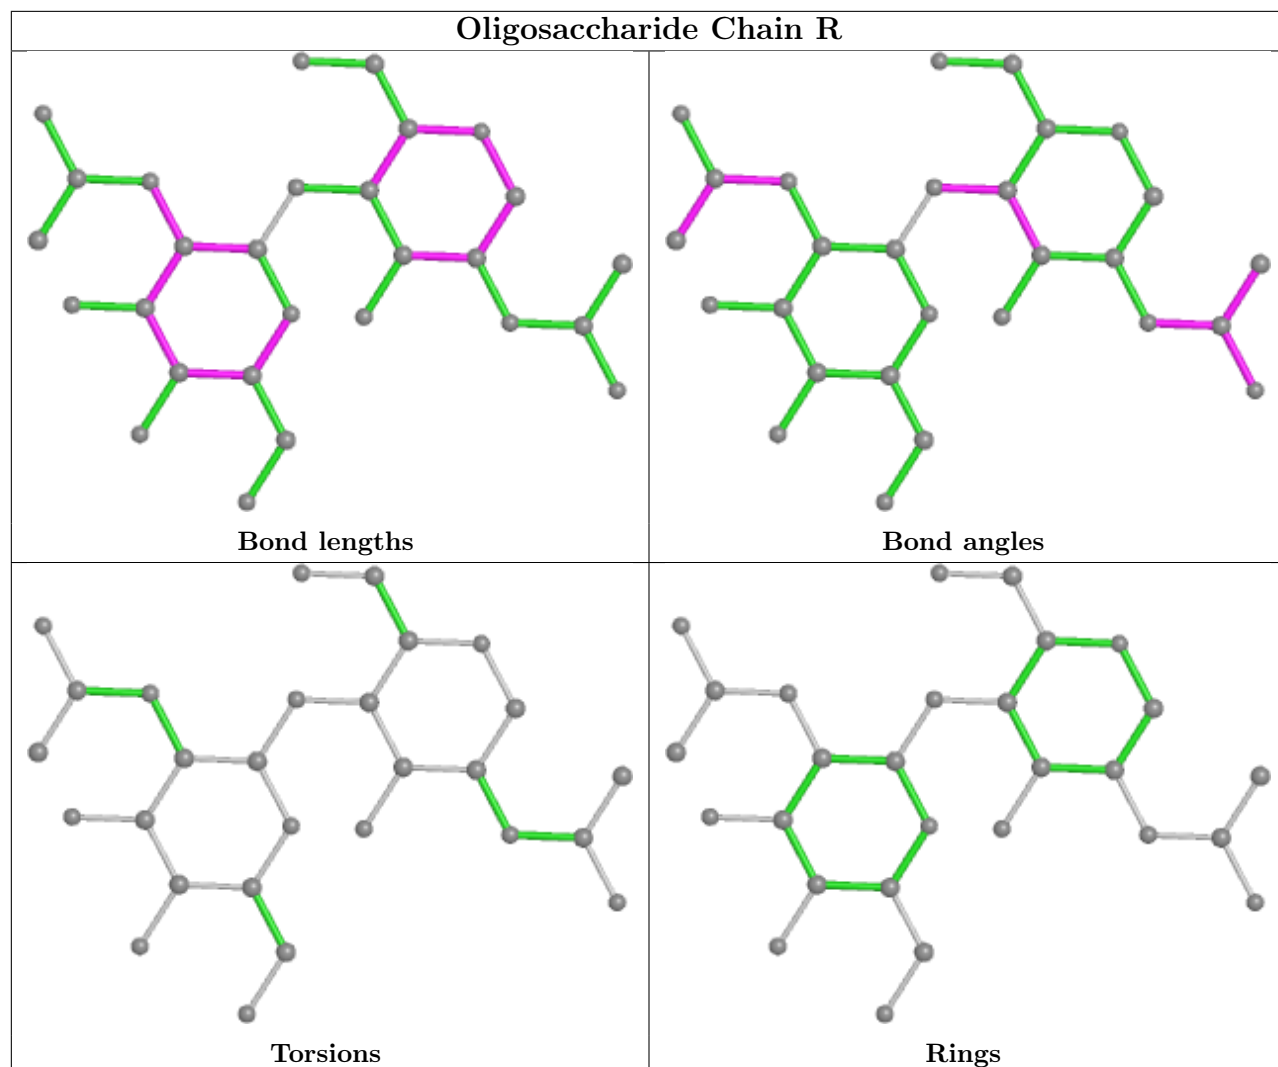 Oligosaccharide Chain R
Bond lengths
Bond angles
Torsions
Rings